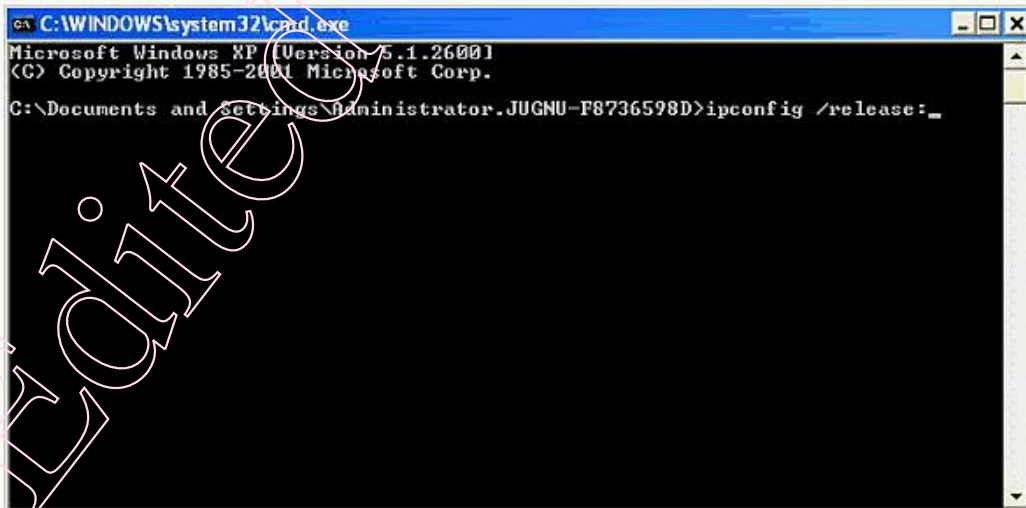 C:\WINDOWS\system32\cmd.exe
Microsoft Windows XP [Version 5.1.2600]
(C) Copyright 1985-2001 Microsoft Corp.
C:\Documents and Settings\Administrator.JUGNU-F8736598D>ipconfig /release:_
Edited